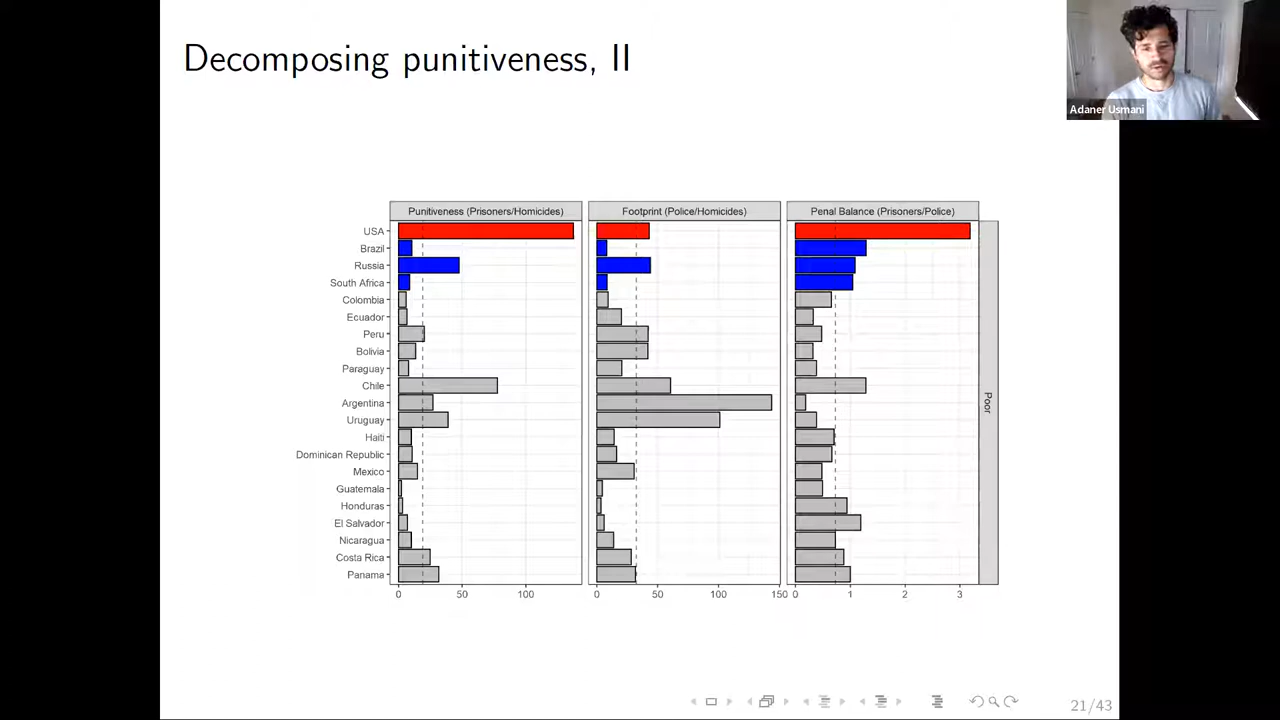 Decomposing punitiveness, II
Adaner Usmani
Punitiveness (Prisoners/Homicides)
Footprint (Police/Homicides)
Penal Balance (Prisoners/Police)
USA
Brazil
Russia
South Africa
Colombia
Ecuador
Peru
Bolivia
Paraguay
Chile
Argentina
Uruguay
Haiti
Dominican Republic
Mexico
Guatemala
Honduras
El Salvador
Nicaragua
Costa Rica
Panama
Poor
0 50 100
0 50 100 150
0 1 2 3
21/43